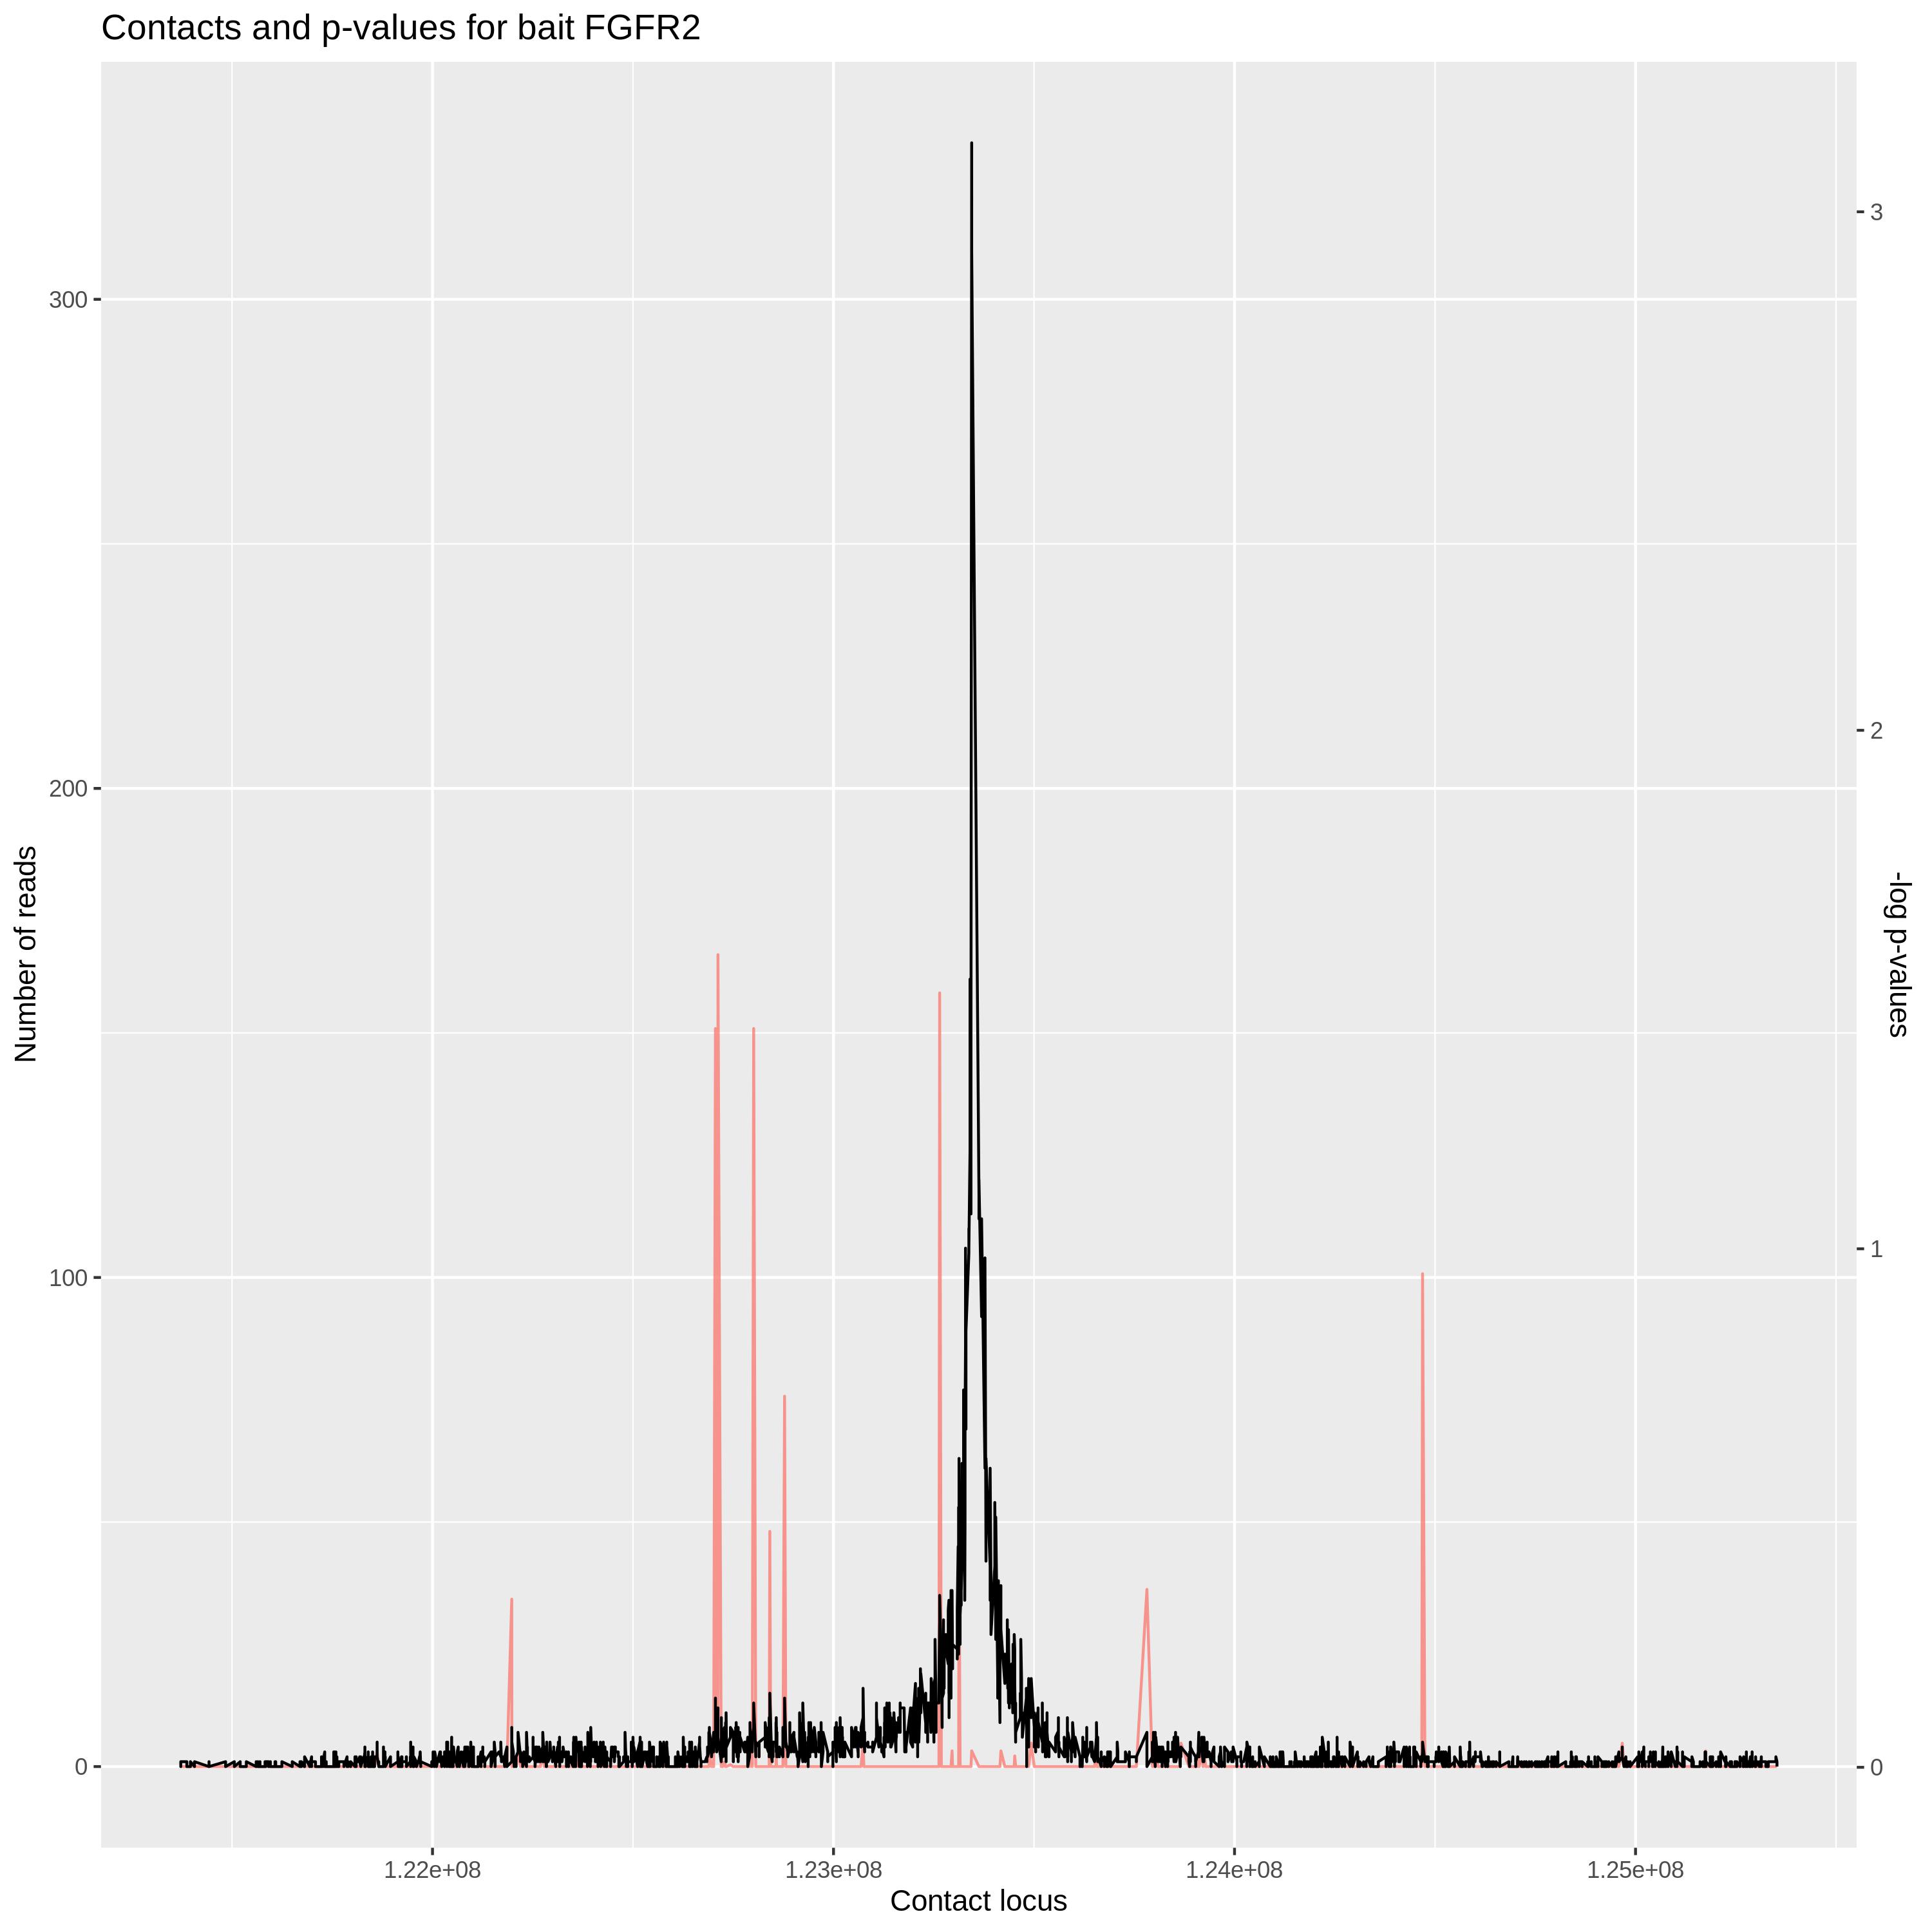 Contacts and p-values for bait FGFR2
300
200
100
0
Number of reads
3
2
1
0
-log p-values
1.22e+08
1.23e+08
1.24e+08
1.25e+08
Contact locus